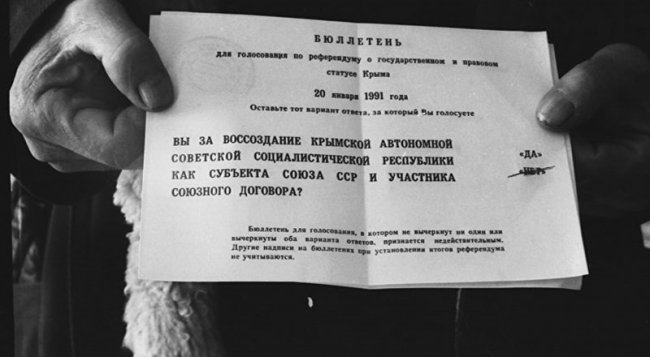 БЮЛЛЕТЕНЬ
для голосования по референдуму о государственном и правовом
статусе Крыма
20 января 1991 года
Оставьте тот вариант ответа, за который Вы голосуете
ВЫ ЗА ВОССОЗДАНИЕ КРЫМСКОЙ АВТОНОМНОЙ
СОВЕТСКОЙ СОЦИАЛИСТИЧЕСКОЙ РЕСПУБЛИКИ
КАК СУБЪЕКТА СОЮЗА ССР И УЧАСТНИКА
СОЮЗНОГО ДОГОВОРА?
«ДА»
«НЕТ»
Бюллетень для голосования, в котором не вычеркнут ни один или
вычеркнуты оба варианта ответов, признается недействительным.
Другие надписи на бюллетенях при установлении итогов референдума
не учитываются.